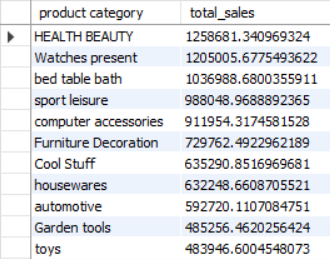 product category total_sales
HEALTH BEAUTY 1258681.340969324
Watches present 1205005.6775493622
bed table bath 1036988.6800355911
sport leisure 988048.9688892365
computer accessories 911954.3174581528
Furniture Decoration 729762.4922962189
Cool Stuff 635290.8516969681
housewares 632248.6608705521
automotive 592720.1107084751
Garden tools 485256.4620256424
toys 483946.6004548073